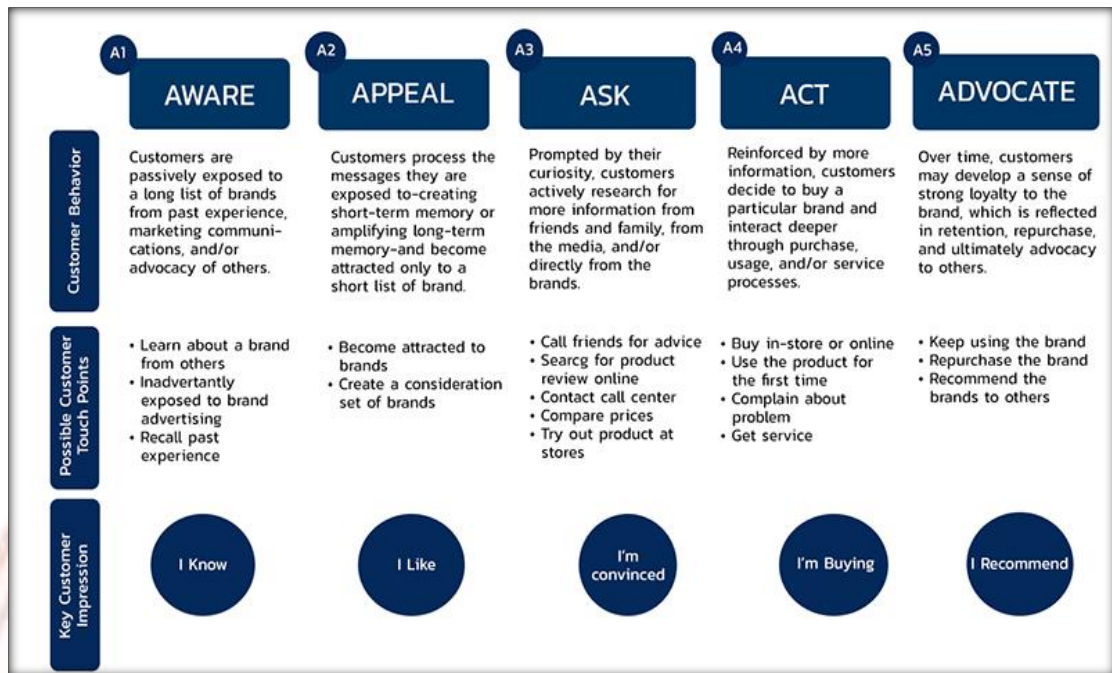 A1
AWARE
A2
APPEAL
A3
ASK
A4
ACT
A5
ADVOCATE
Customer Behavior
Customers are
passively exposed to
a long list of brands
from past experience,
marketing communi-
cations, and/or
advocacy of others.
Customers process the
messages they are
exposed to-creating
short-term memory or
amplifying long-term
memory-and become
attracted only to a
short list of brand.
Prompted by their
curiosity, customers
actively research for
more information from
friends and family, from
the media, and/or
directly from the
brands.
Reinforced by more
information, customers
decide to buy a
particular brand and
interact deeper
through purchase,
usage, and/or service
processes.
Over time, customers
may develop a sense of
strong loyalty to the
brand, which is reflected
in retention, repurchase,
and ultimately advocacy
to others.
Possible Customer
Touch Points
• Learn about a brand
from others
• Inadvertantly
exposed to brand
advertising
• Recall past
experience
• Become attracted to
brands
• Create a consideration
set of brands
• Call friends for advice
• Searcg for product
review online
• Contact call center
• Compare prices
• Try out product at
stores
• Buy in-store or online
• Use the product for
the first time
• Complain about
problem
• Get service
• Keep using the brand
• Repurchase the brand
• Recommend the
brands to others
Key Customer
Impression
I Know
I Like
I'm
convinced
I'm Buying
I Recommend